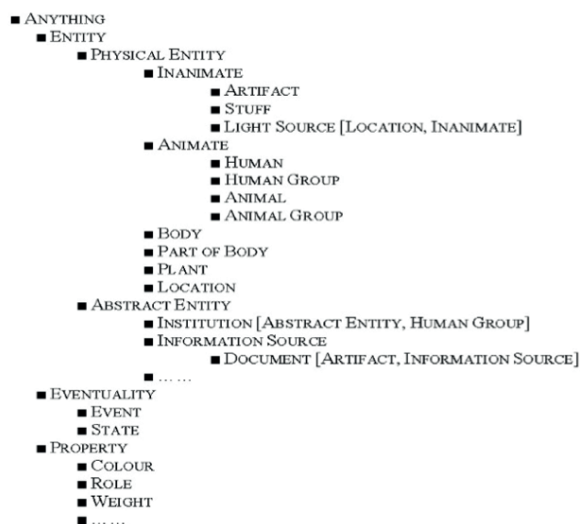 ■ ANYTHING
■ ENTITY
■ PHYSICAL ENTITY
■ INANIMATE
■ ARTIFACT
■ STUFF
■ LIGHT SOURCE [LOCATION, INANIMATE]
■ ANIMATE
■ HUMAN
■ HUMAN GROUP
■ ANIMAL
■ ANIMAL GROUP
■ BODY
■ PART OF BODY
■ PLANT
■ LOCATION
■ ABSTRACT ENTITY
■ INSTITUTION [ABSTRACT ENTITY, HUMAN GROUP]
■ INFORMATION SOURCE
■ DOCUMENT [ARTIFACT, INFORMATION SOURCE]
■ ... ...
■ EVENTUALITY
■ EVENT
■ STATE
■ PROPERTY
■ COLOUR
■ ROLE
■ WEIGHT
■ ... ...